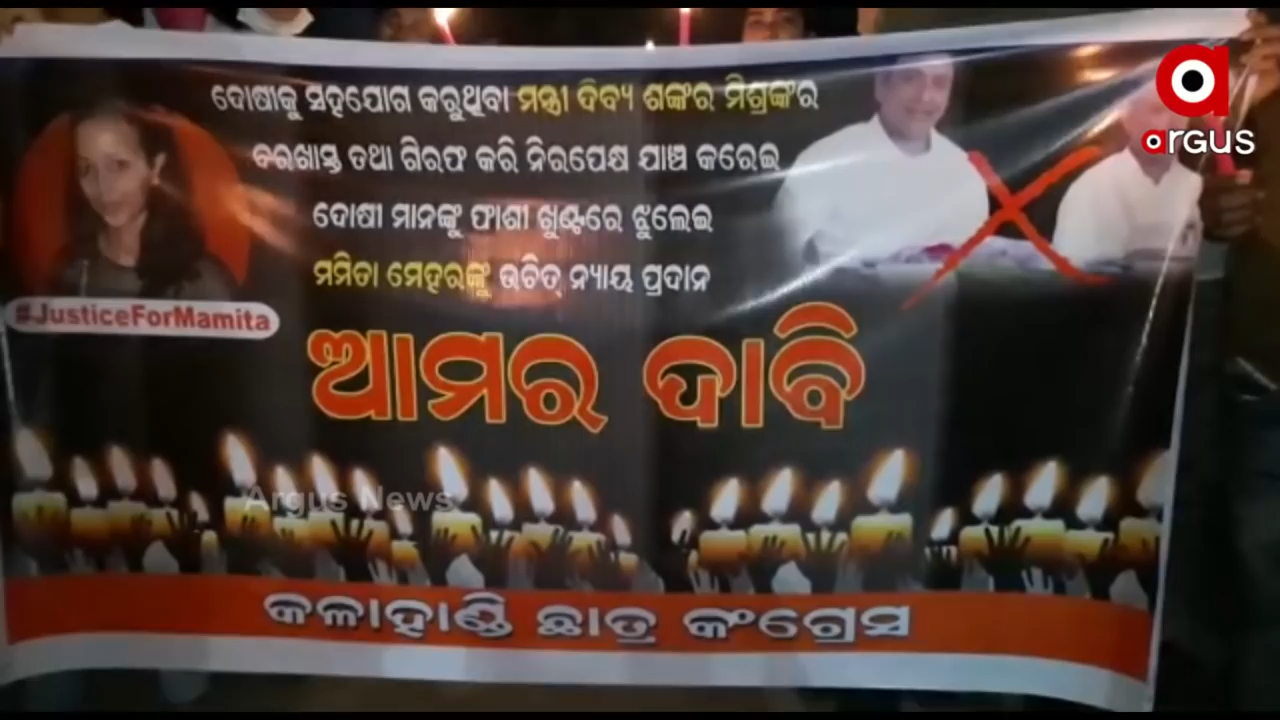 argus
ଦୋଷୀକୁ ସହଯୋଗ କରୁଥିବା ମନ୍ତ୍ରୀ ଦିବ୍ୟ ଶଙ୍କର ମିଶ୍ରଙ୍କର
ବରଖାସ୍ତ ତଥା ଗିରଫ କରି ନିରପେକ୍ଷ ଯାଞ୍ଚ କରେଇ
ଦୋଷୀ ମାନଙ୍କୁ ଫାଶୀ ଖୁଣ୍ଟରେ ଝୁଲେଇ
ମମିତା ମେହେରଙ୍କୁ ଉଚିତ୍ ନ୍ୟାୟ ପ୍ରଦାନ
#JusticeForMamita
ଆମର ଦାବି
Argus News
କଳାହାଣ୍ଡି ଛାତ୍ର କଂଗ୍ରେସ